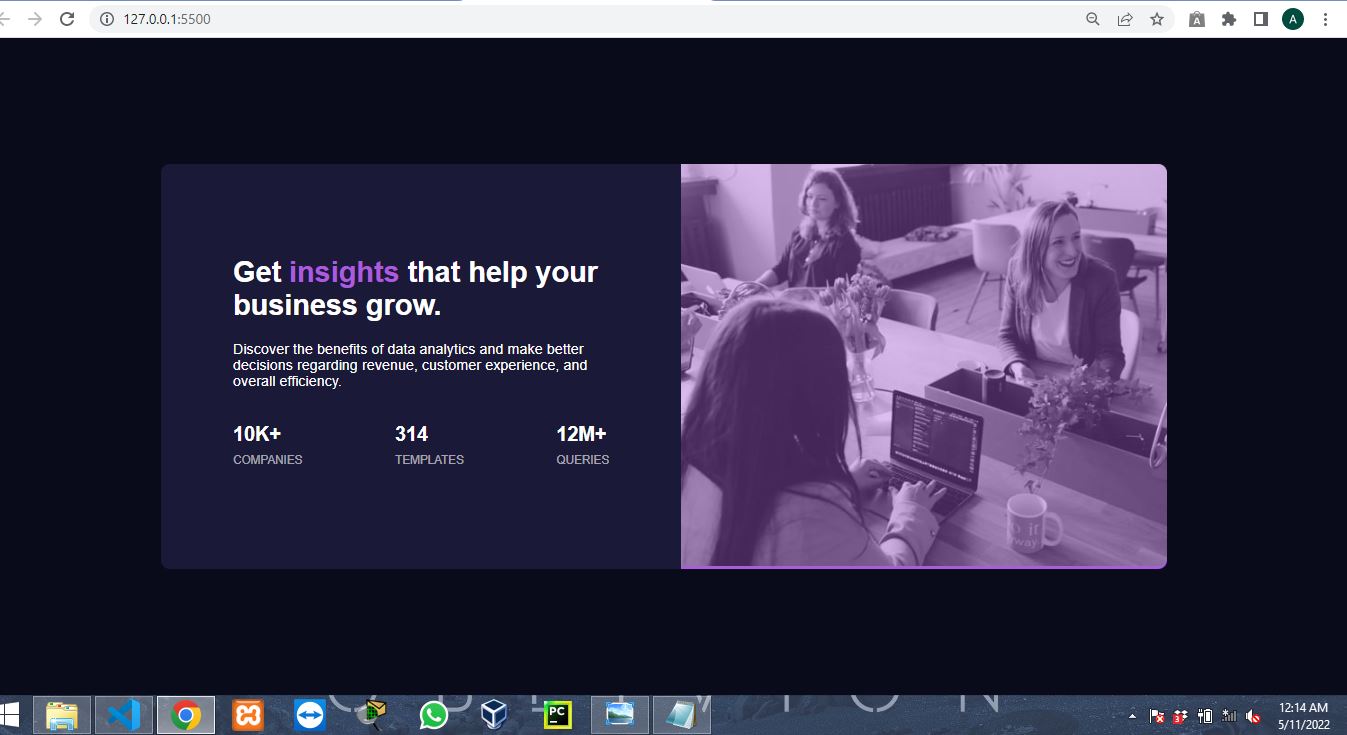 127.0.0.1:5500
A
A
Get insights that help your
business grow.
Discover the benefits of data analytics and make better
decisions regarding revenue, customer experience, and
overall efficiency.
10K+
314
12M+
COMPANIES
TEMPLATES
QUERIES
PC
12:14 AM
5/11/2022